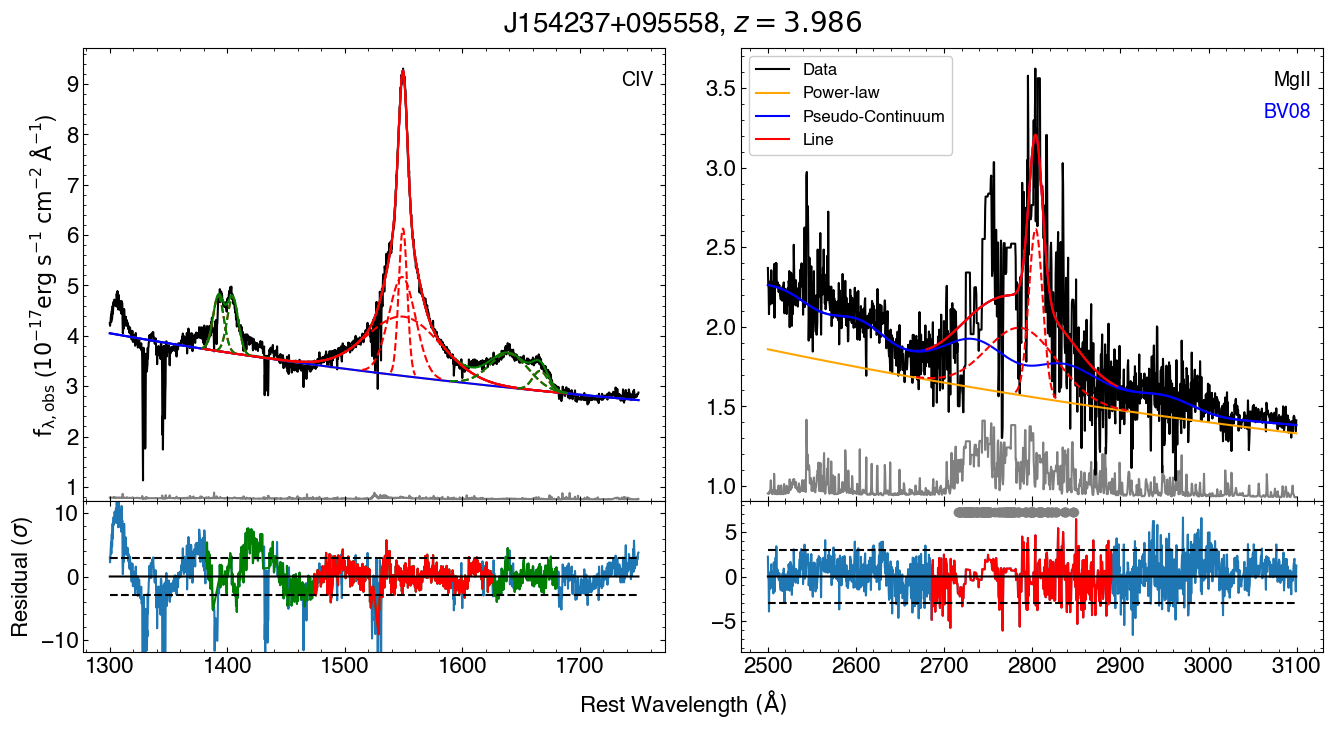 J154237+095558, z = 3.986
CIV
f_{λ,obs} (10^{−17}erg s^{−1} cm^{−2} Å^{−1})
9
8
7
6
5
4
3
2
1
Data
Power-law
Pseudo-Continuum
Line
MgII
BV08
3.5
3.0
2.5
2.0
1.5
1.0
Residual (σ)
10
0
−10
5
0
−5
1300 1400 1500 1600 1700
2500 2600 2700 2800 2900 3000 3100
Rest Wavelength (Å)